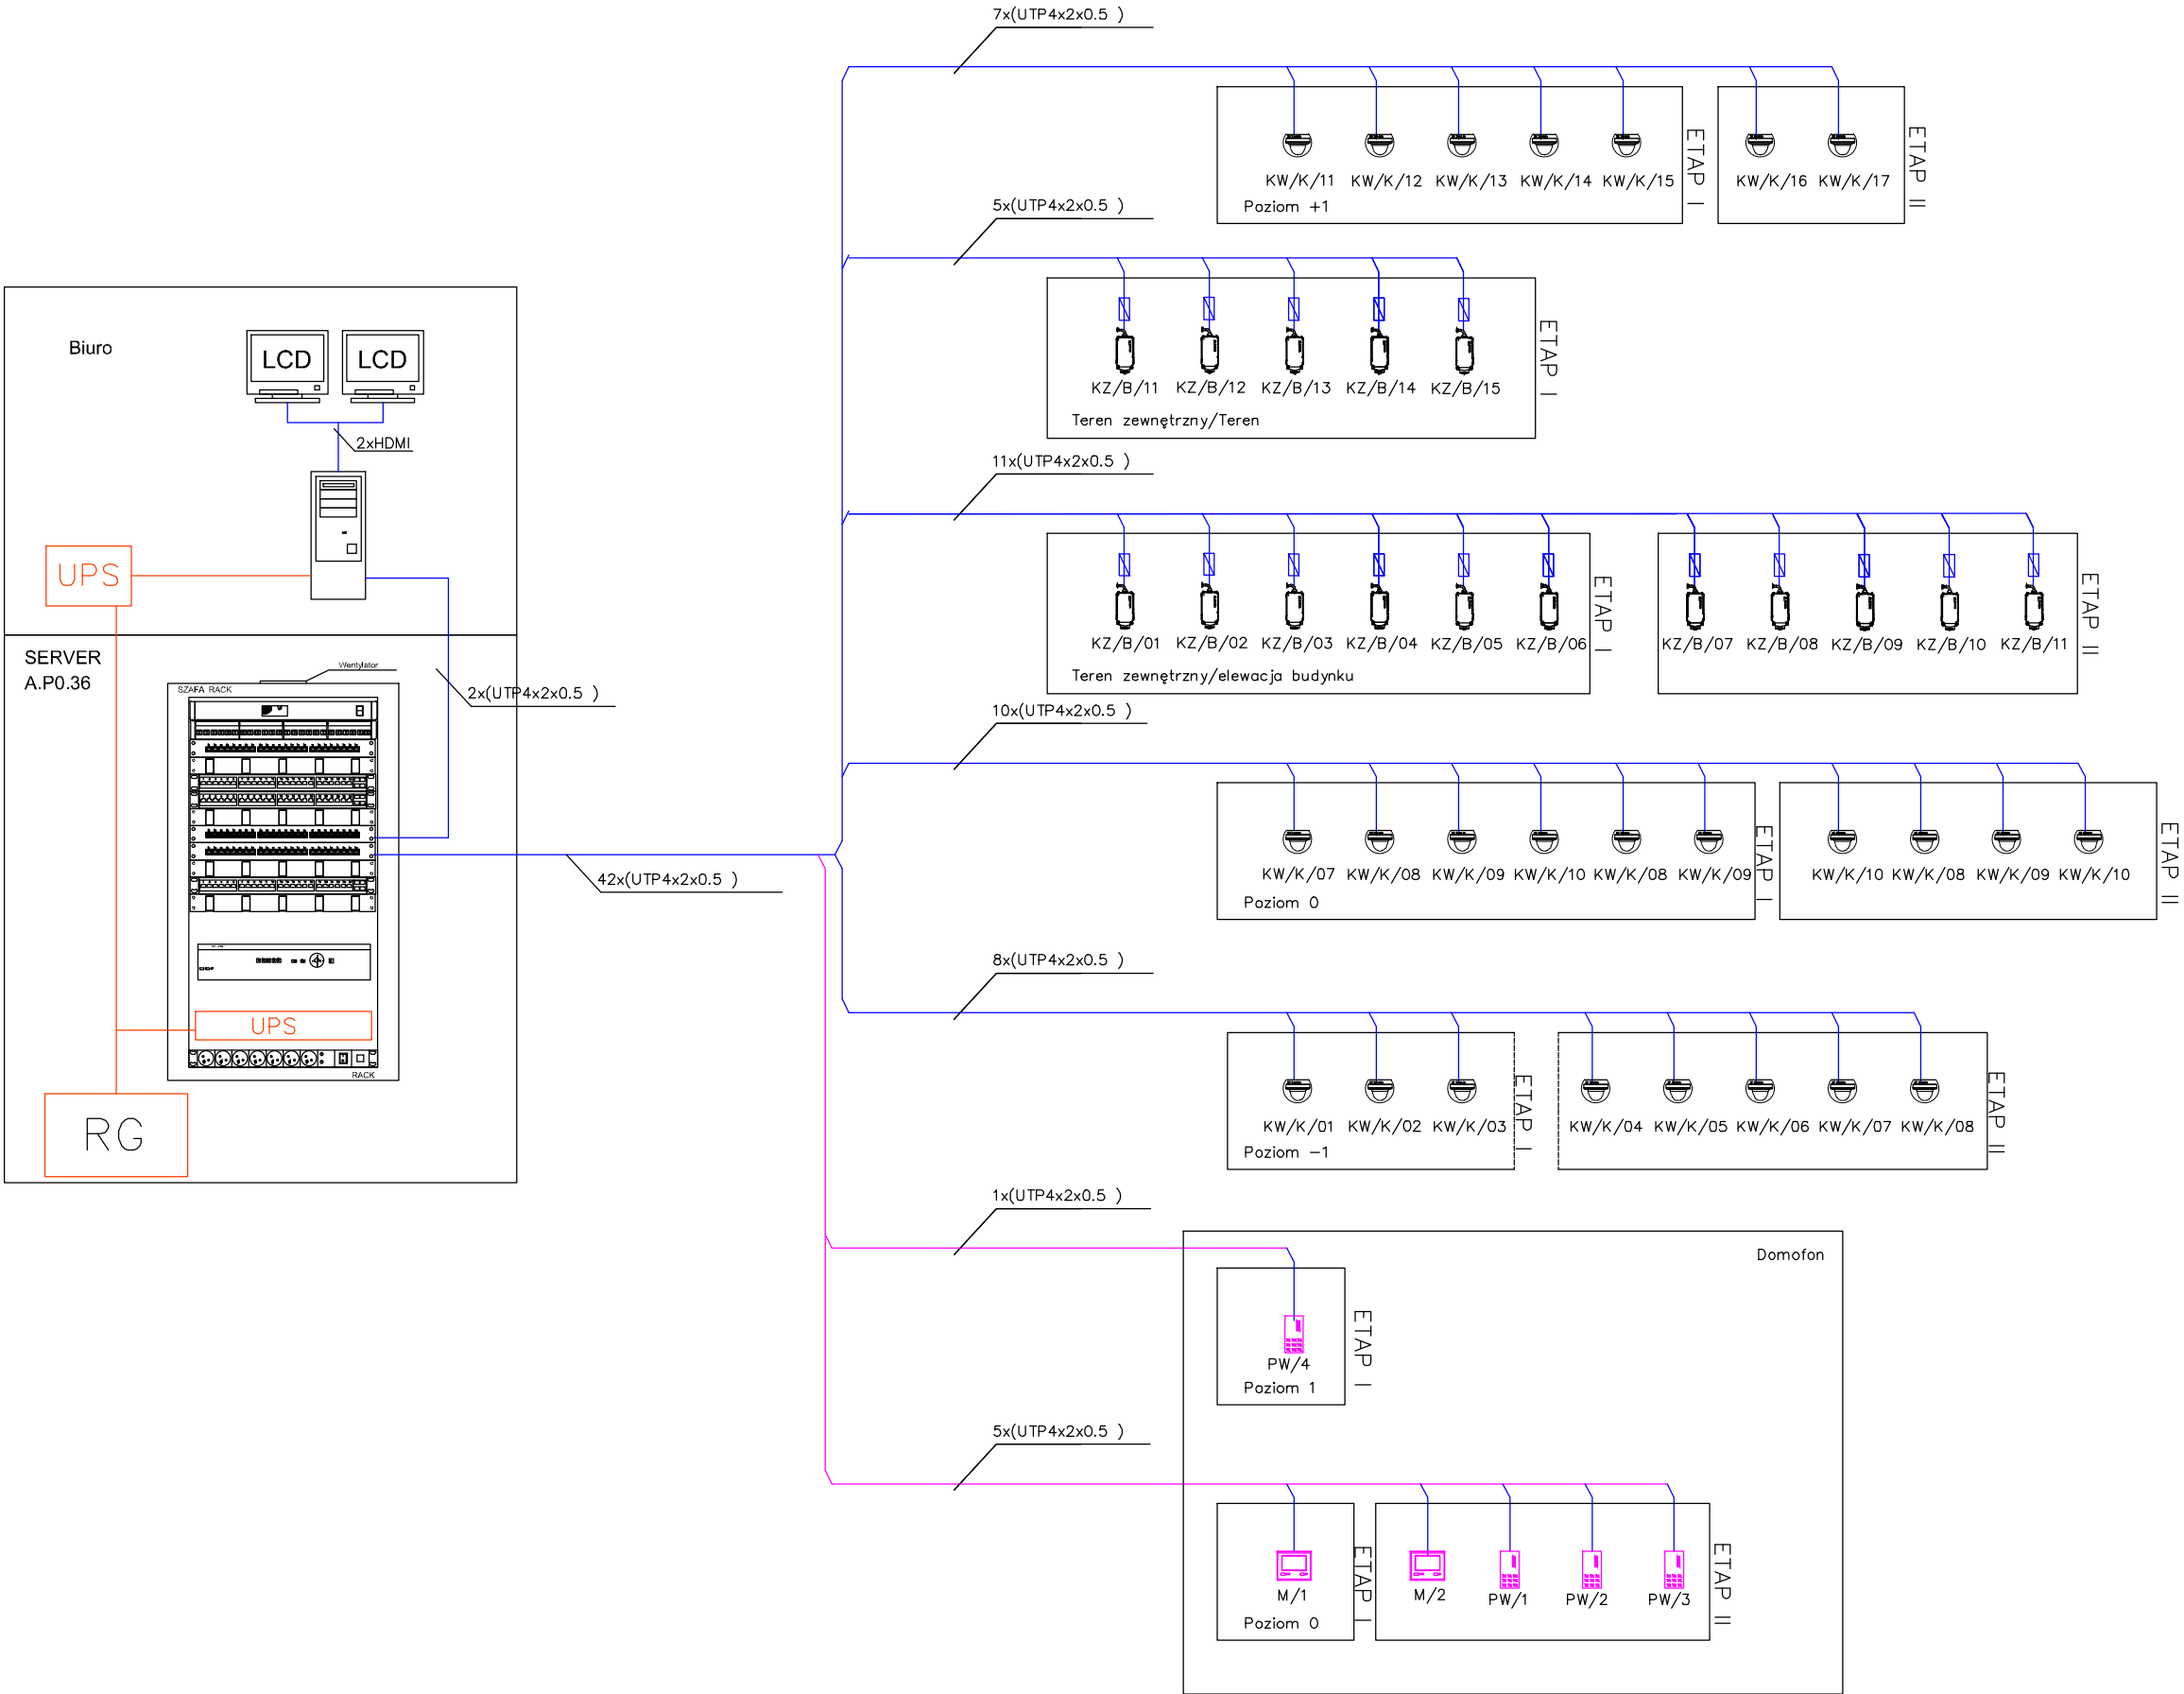 7x(UTP4x2x0.5 )
KW/K/11 KW/K/12 KW/K/13 KW/K/14 KW/K/15
Poziom +1
ETAP I
KW/K/16 KW/K/17
ETAP II
5x(UTP4x2x0.5 )
KZ/B/11 KZ/B/12 KZ/B/13 KZ/B/14 KZ/B/15
Teren zewnętrzny/Teren
ETAP I
Biuro
LCD LCD
2xHDMI
UPS
11x(UTP4x2x0.5 )
KZ/B/01 KZ/B/02 KZ/B/03 KZ/B/04 KZ/B/05 KZ/B/06
Teren zewnętrzny/elewacja budynku
ETAP I
KZ/B/07 KZ/B/08 KZ/B/09 KZ/B/10 KZ/B/11
ETAP II
SERVER
A.P0.36
Wentylator
SZAFA RACK
2x(UTP4x2x0.5 )
42x(UTP4x2x0.5 )
UPS
RACK
RG
10x(UTP4x2x0.5 )
KW/K/07 KW/K/08 KW/K/09 KW/K/10 KW/K/08 KW/K/09
Poziom 0
ETAP I
KW/K/10 KW/K/08 KW/K/09 KW/K/10
ETAP II
8x(UTP4x2x0.5 )
KW/K/01 KW/K/02 KW/K/03
Poziom -1
ETAP I
KW/K/04 KW/K/05 KW/K/06 KW/K/07 KW/K/08
ETAP II
1x(UTP4x2x0.5 )
Domofon
PW/4
Poziom 1
ETAP I
5x(UTP4x2x0.5 )
M/1
Poziom 0
ETAP I
M/2 PW/1 PW/2 PW/3
ETAP II